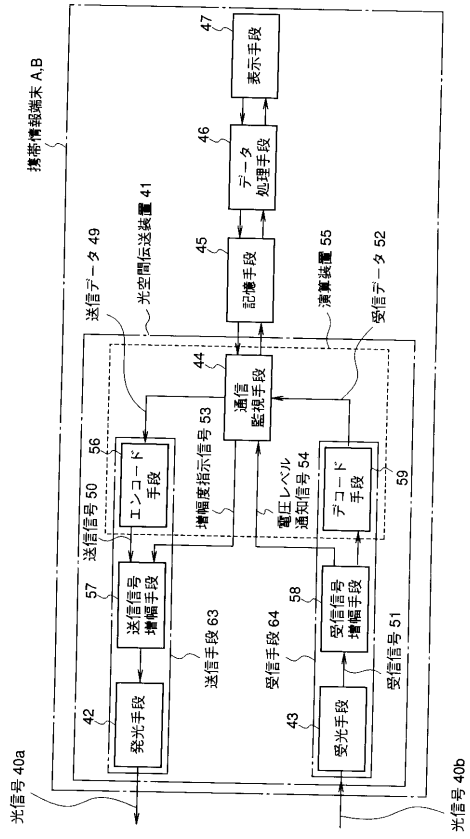 携帯情報端末 A,B
光空間伝送装置 41
送信データ 49
56
エンコード
手段
送信信号 50
57
送信信号
増幅手段
42
発光手段
光信号 40a
送信手段 63
増幅度指示信号 53
44
通信
監視手段
45
記憶手段
46
データ
処理手段
47
表示手段
電圧レベル
通知信号 54
受信手段 64
43
受光手段
光信号 40b
受信信号 51
58
受信信号
増幅手段
デコード
手段
59
受信データ 52
演算装置 55